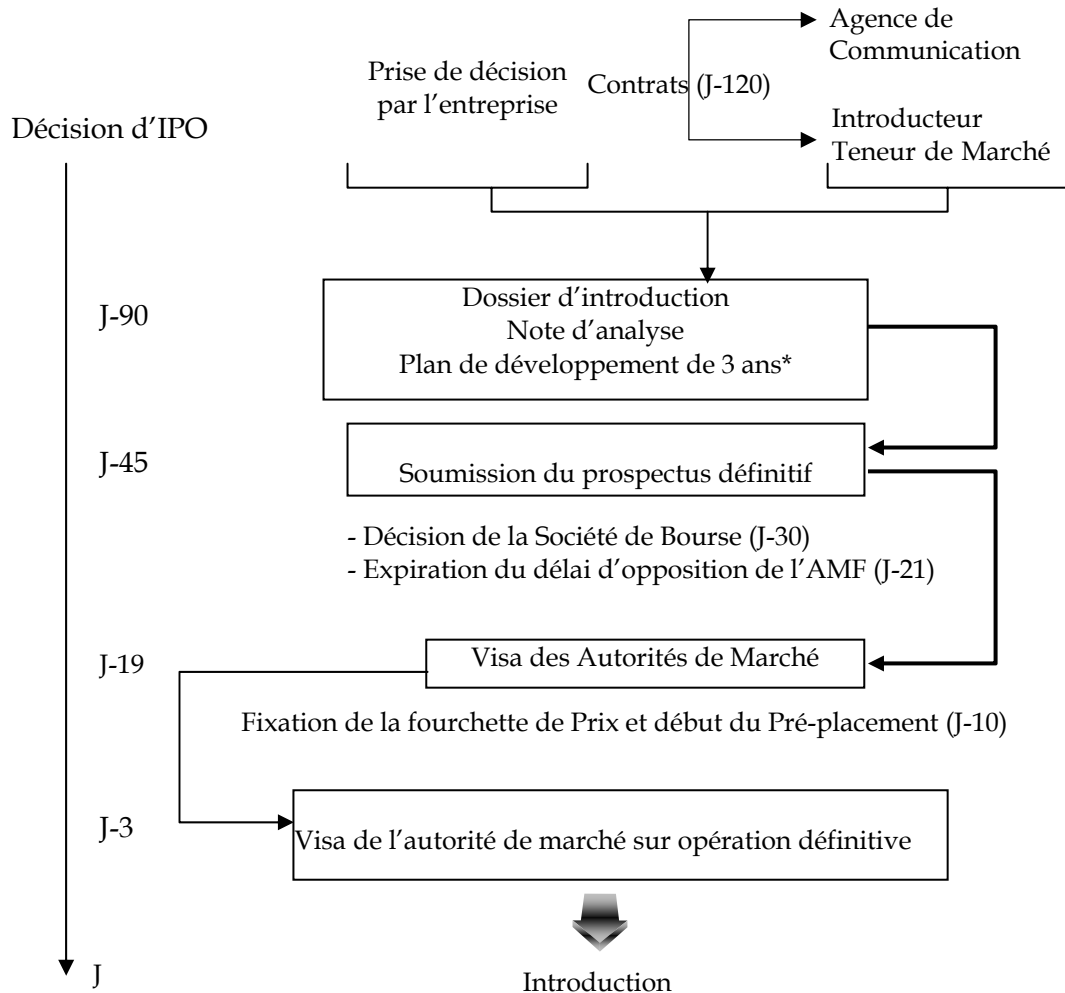 Agence de
Communication
Prise de décision
par l’entreprise
Contrats (J-120)
Décision d’IPO
Introducteur
Teneur de Marché
J-90
Dossier d’introduction
Note d’analyse
Plan de développement de 3 ans*
J-45
Soumission du prospectus définitif
- Décision de la Société de Bourse (J-30)
- Expiration du délai d’opposition de l’AMF (J-21)
J-19
Visa des Autorités de Marché
Fixation de la fourchette de Prix et début du Pré-placement (J-10)
J-3
Visa de l’autorité de marché sur opération définitive
J
Introduction